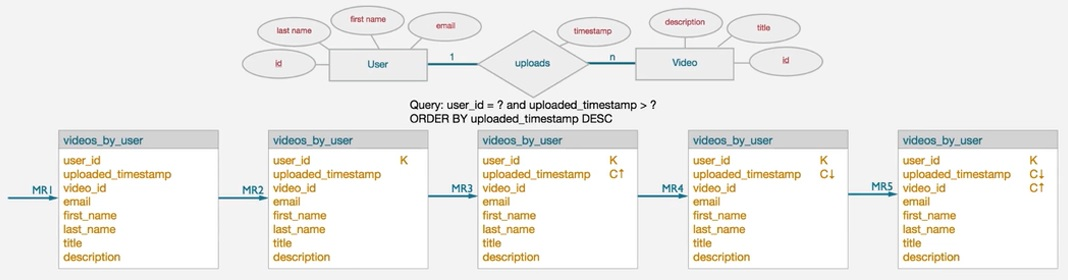 first name
last name
email
id
User
1
uploads
timestamp
n
Video
description
title
id
Query: user_id = ? and uploaded_timestamp > ?
ORDER BY uploaded_timestamp DESC
MR1
videos_by_user
user_id
uploaded_timestamp
video_id
email
first_name
last_name
title
description
MR2
videos_by_user
user_id K
uploaded_timestamp
video_id
email
first_name
last_name
title
description
MR3
videos_by_user
user_id K
uploaded_timestamp C↑
video_id
email
first_name
last_name
title
description
MR4
videos_by_user
user_id K
uploaded_timestamp C↓
video_id
email
first_name
last_name
title
description
MR5
videos_by_user
user_id K
uploaded_timestamp C↓
video_id C↑
email
first_name
last_name
title
description